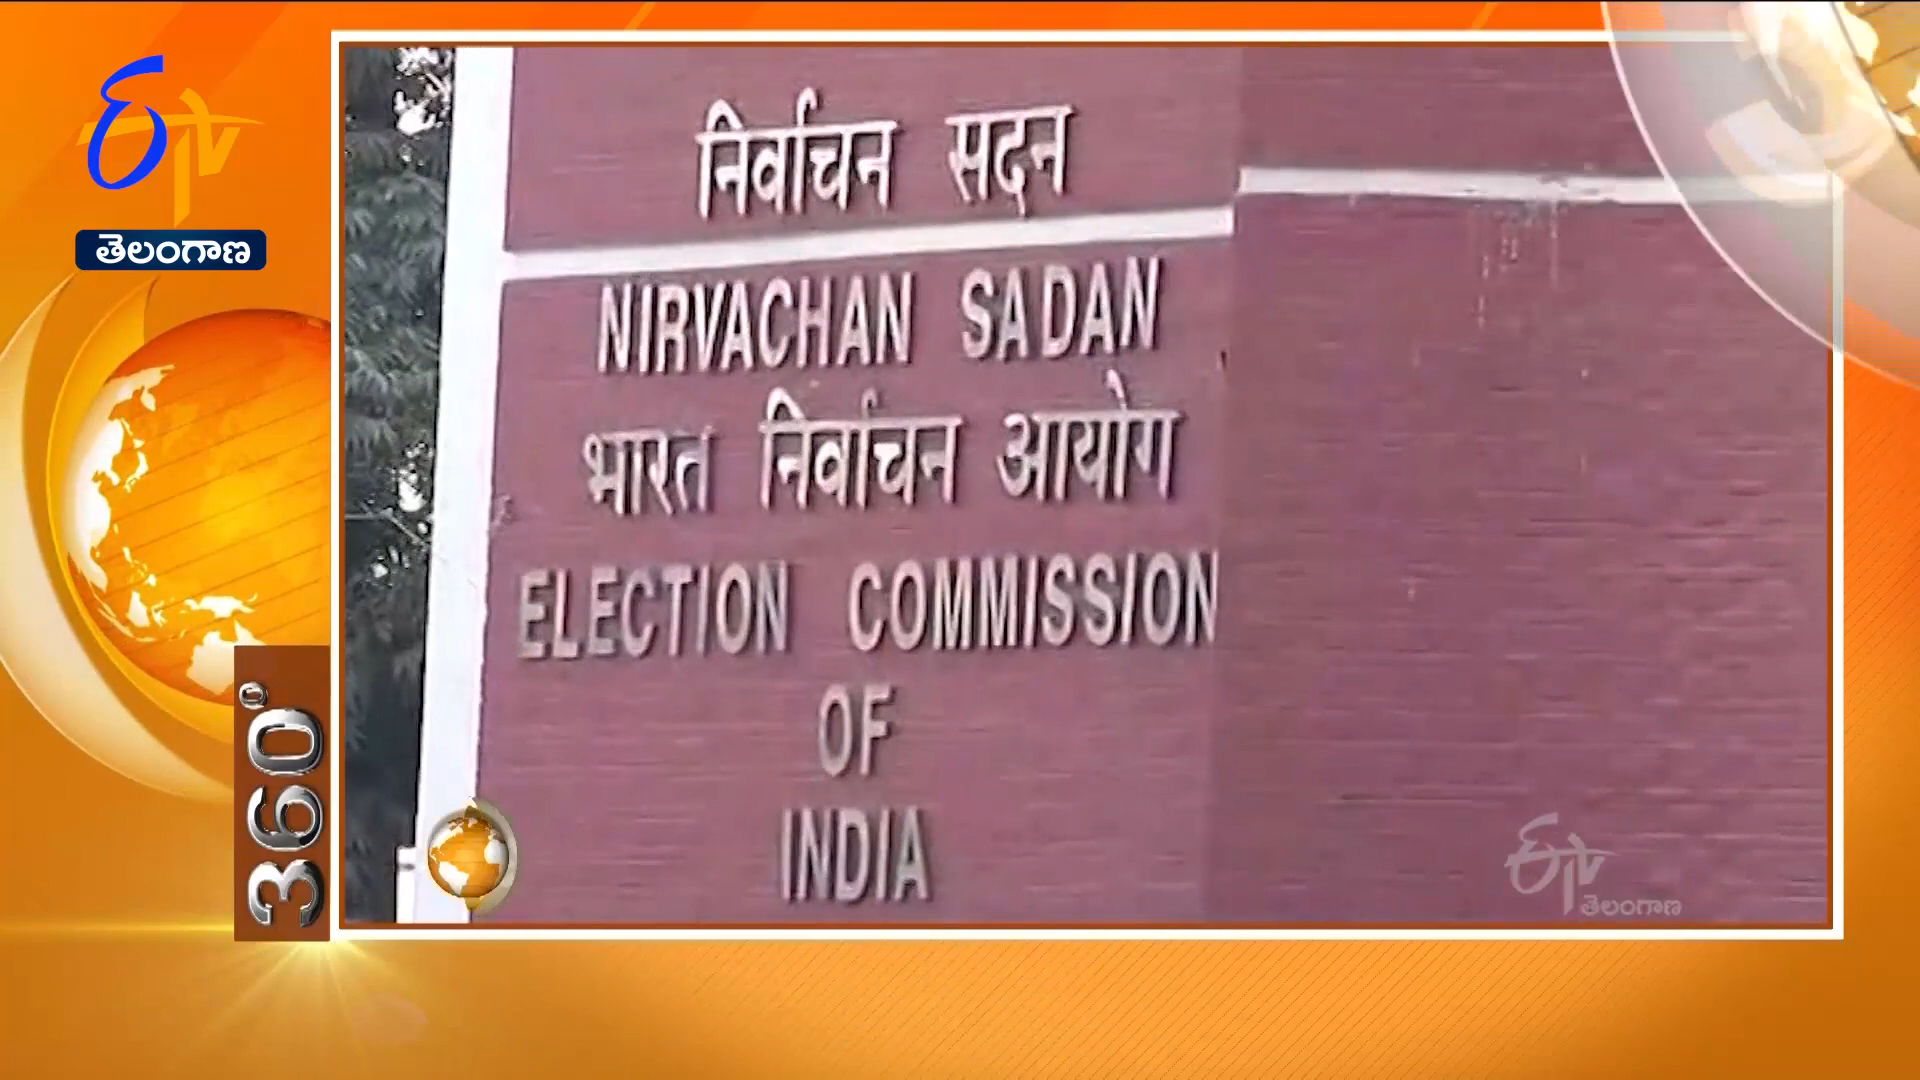 ETV
తెలంగాణ
निर्वाचन सदन
NIRVACHAN SADAN
भारत निर्वाचन आयोग
ELECTION COMMISSION
OF
INDIA
360°
ETV
తెలంగాణ